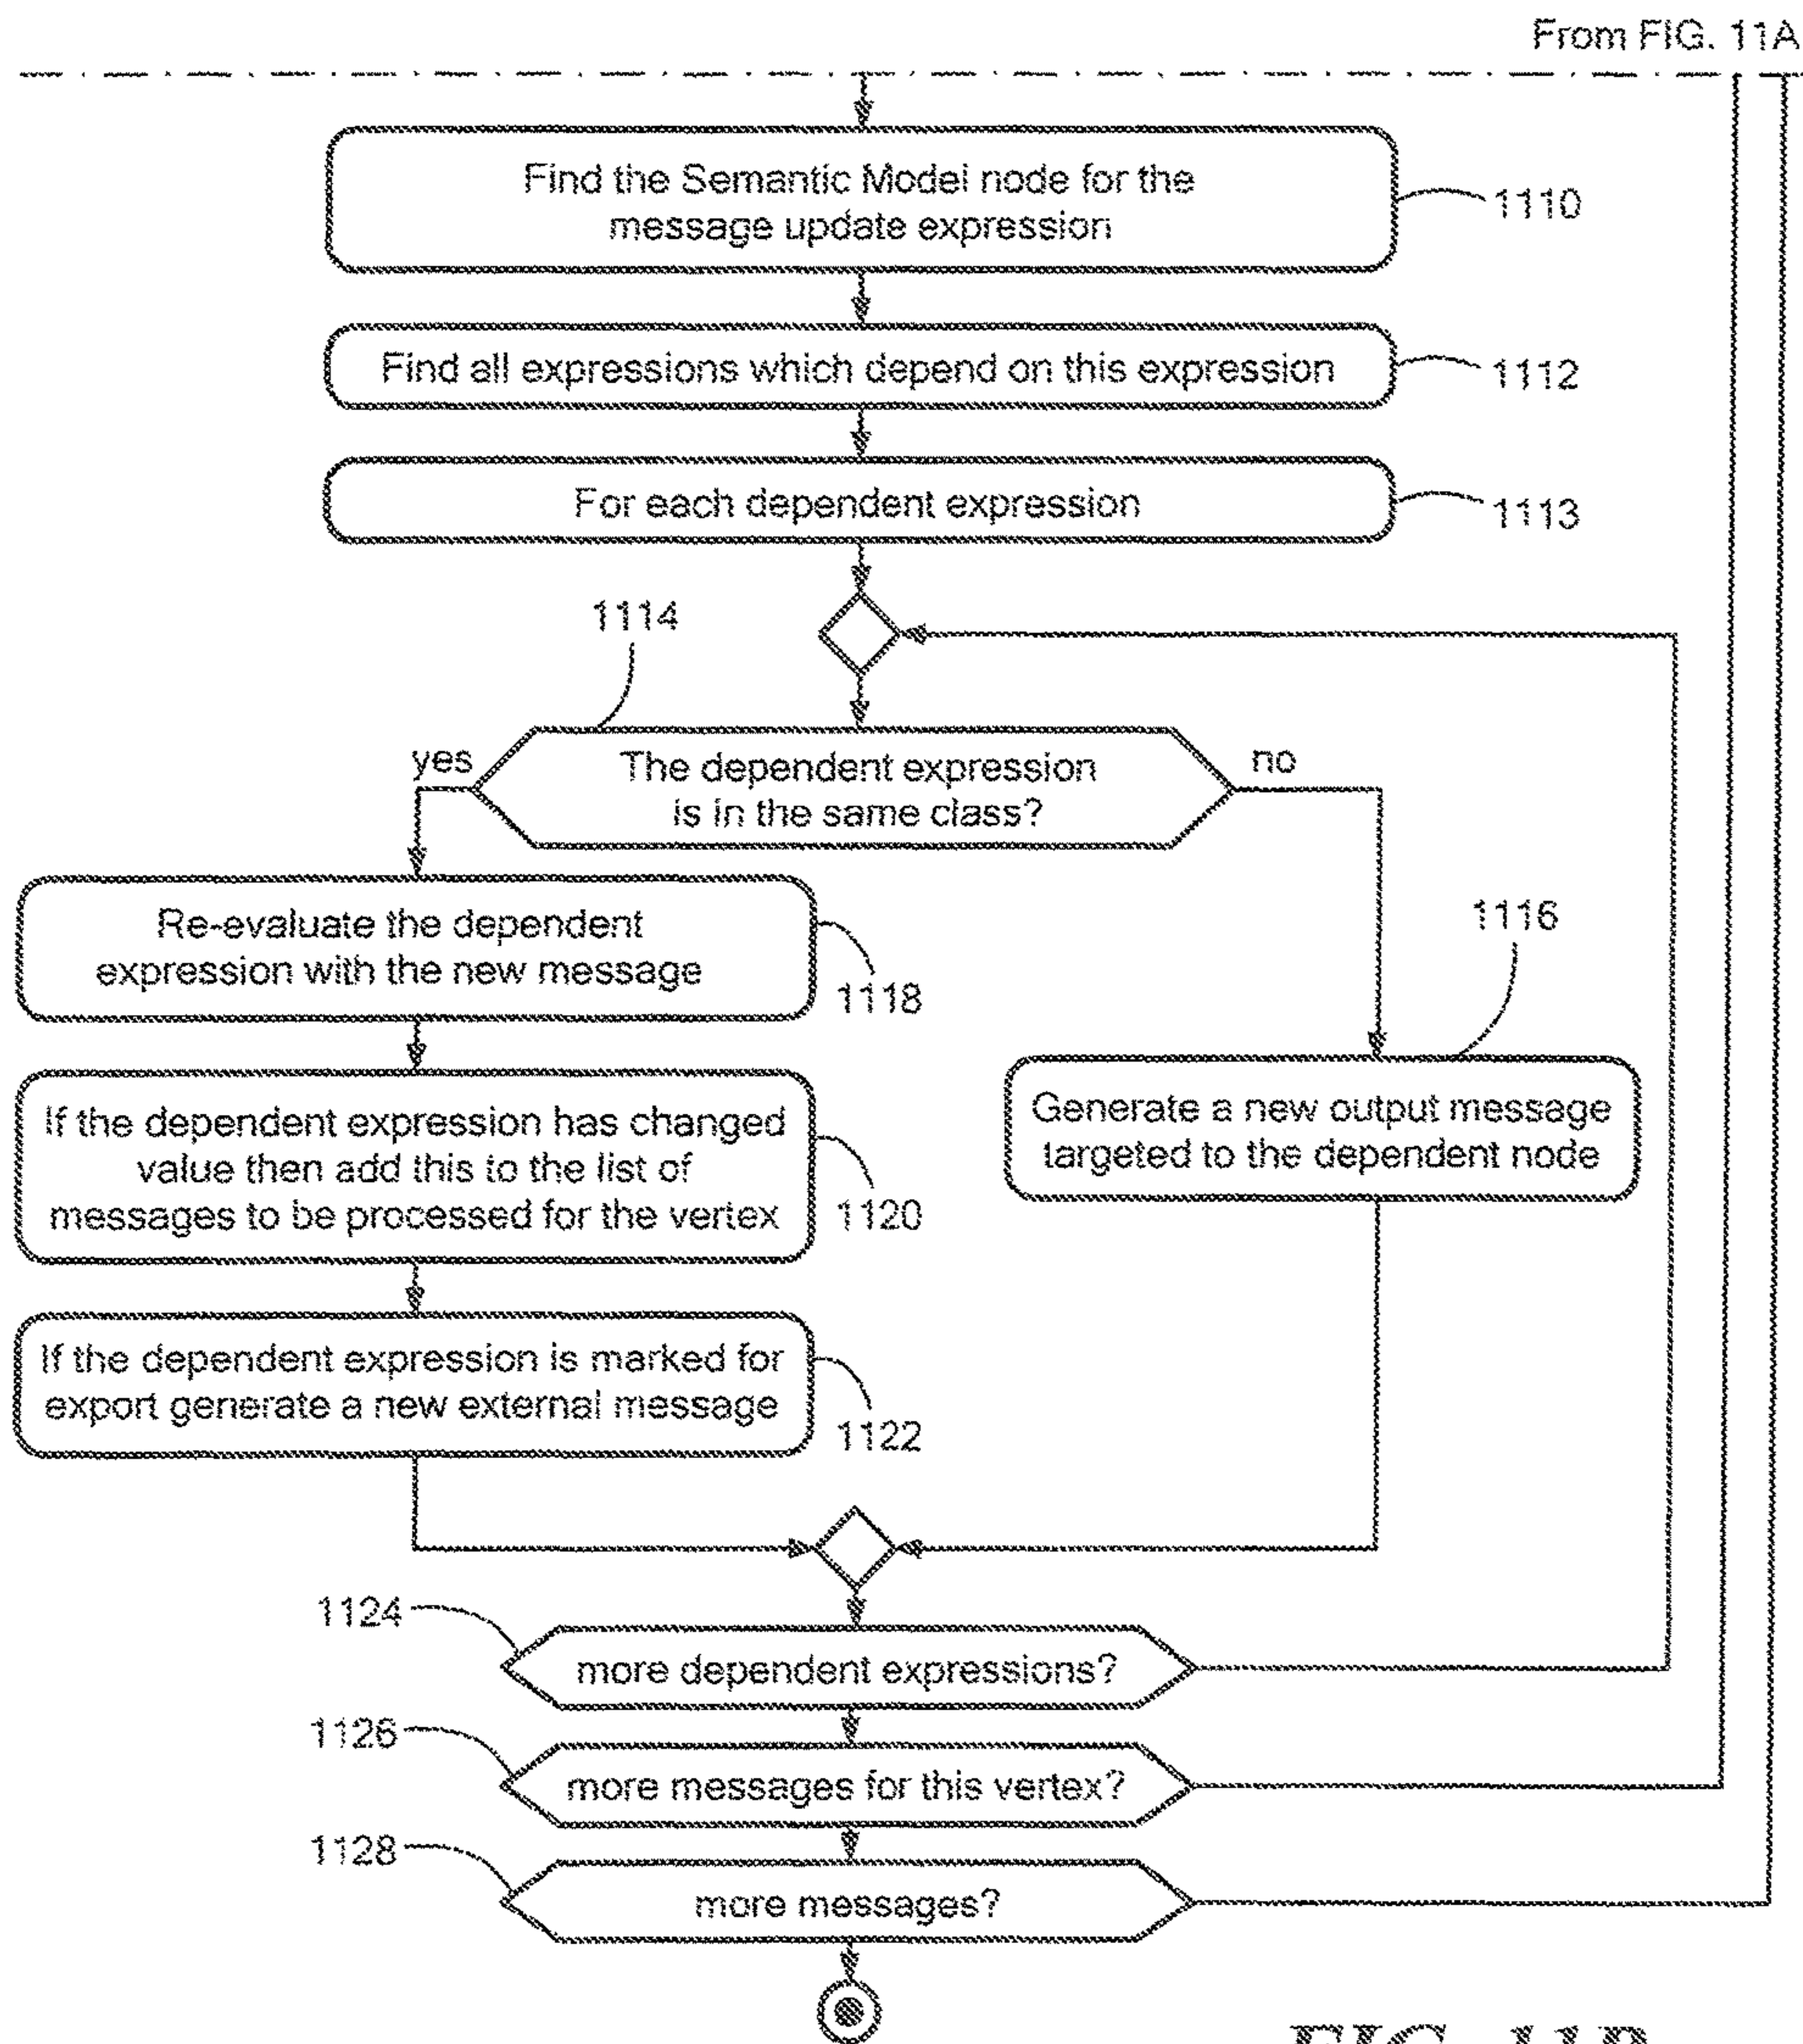 From FIG. 11A
Find the Semantic Model node for the
message update expression
1110
Find all expressions which depend on this expression
1112
For each dependent expression
1113
1114
yes
The dependent expression
is in the same class?
no
Re-evaluate the dependent
expression with the new message
1118
1116
If the dependent expression has changed
value then add this to the list of
messages to be processed for the vertex
1120
Generate a new output message
targeted to the dependent node
If the dependent expression is marked for
export generate a new external message
1122
1124
more dependent expressions?
1126
more messages for this vertex?
1128
more messages?
FIG. 11B